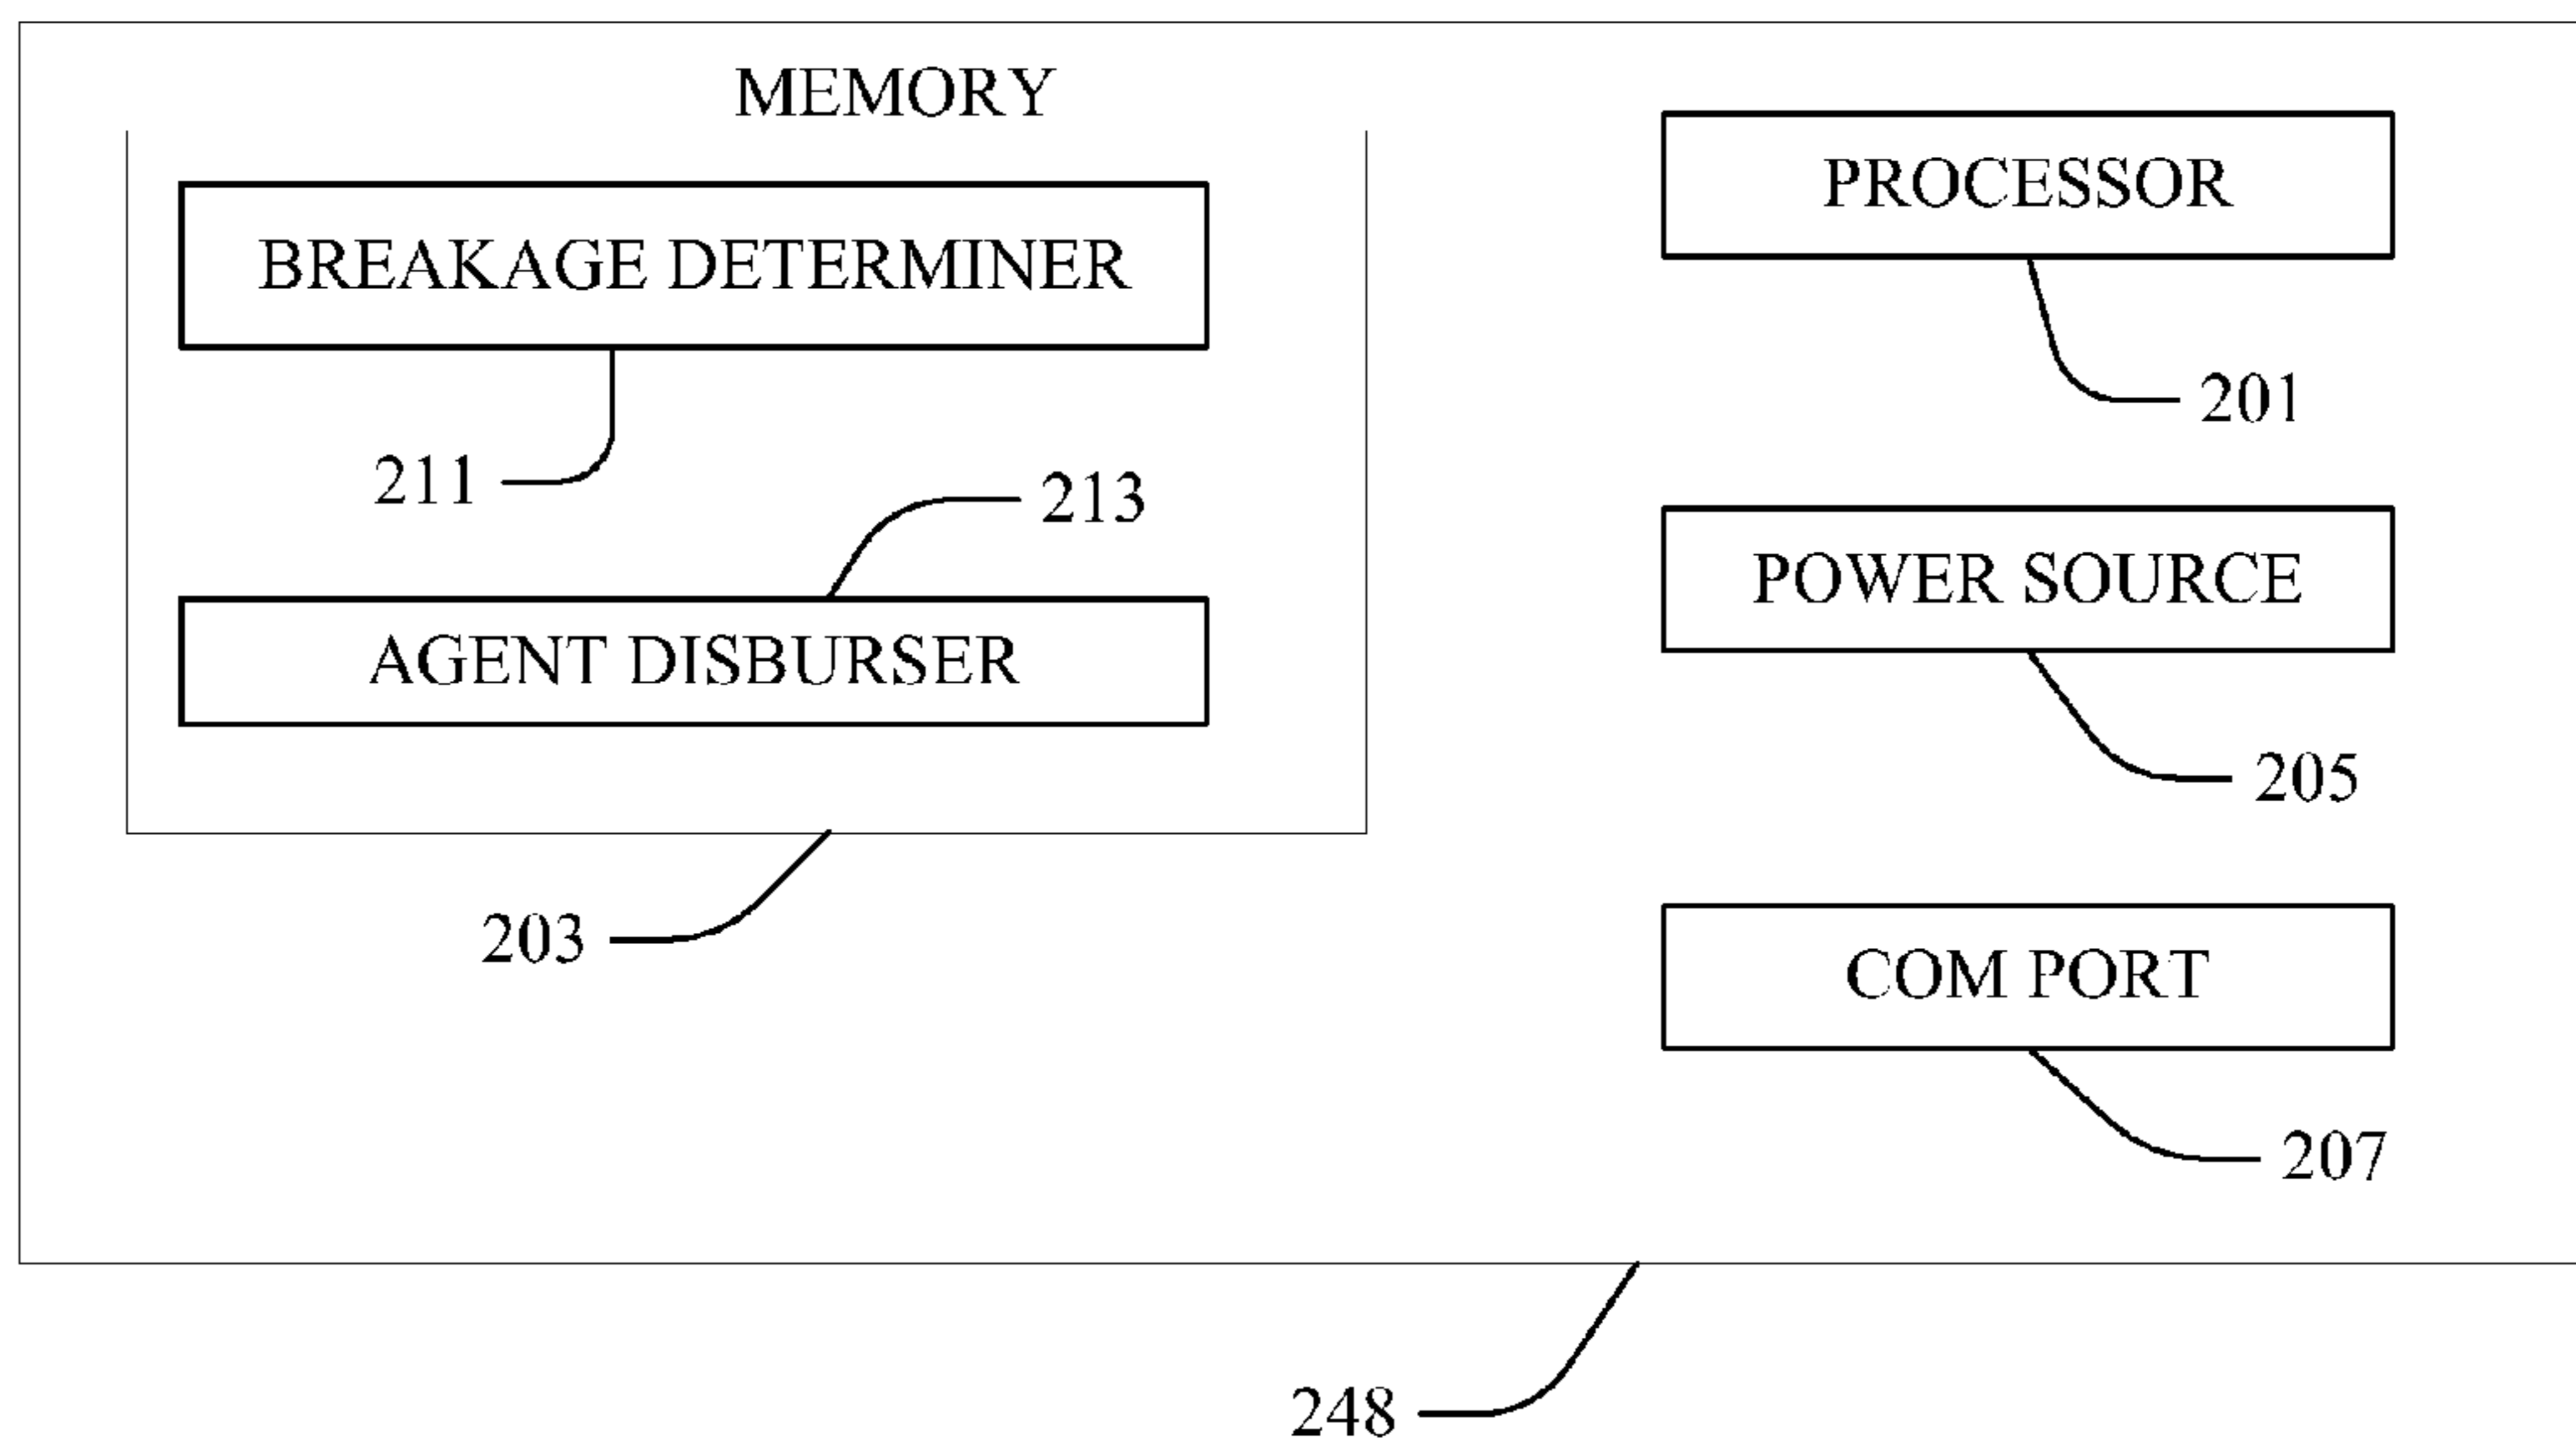 MEMORY
BREAKAGE DETERMINER
211
213
AGENT DISBURSER
203
PROCESSOR
201
POWER SOURCE
205
COM PORT
207
248